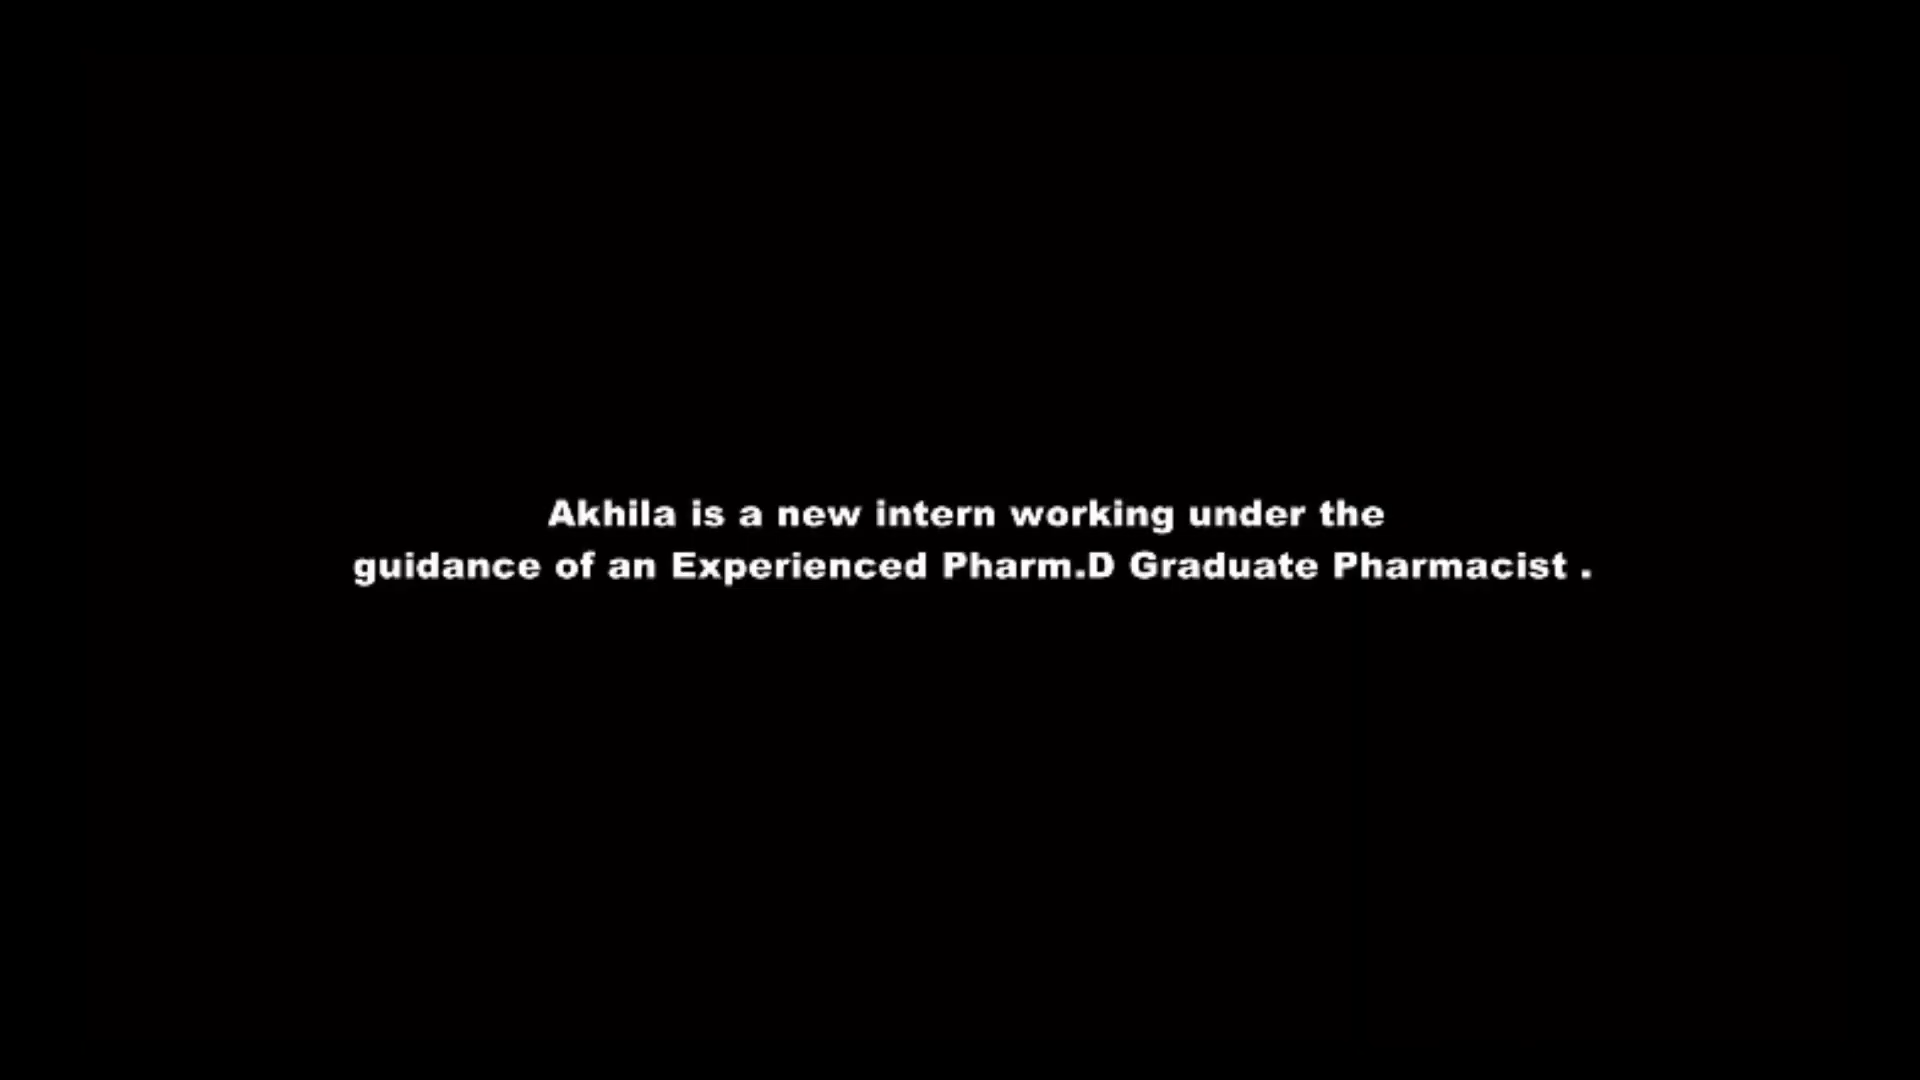 Akhila is a new intern working under the
guidance of an Experienced Pharm.D Graduate Pharmacist .